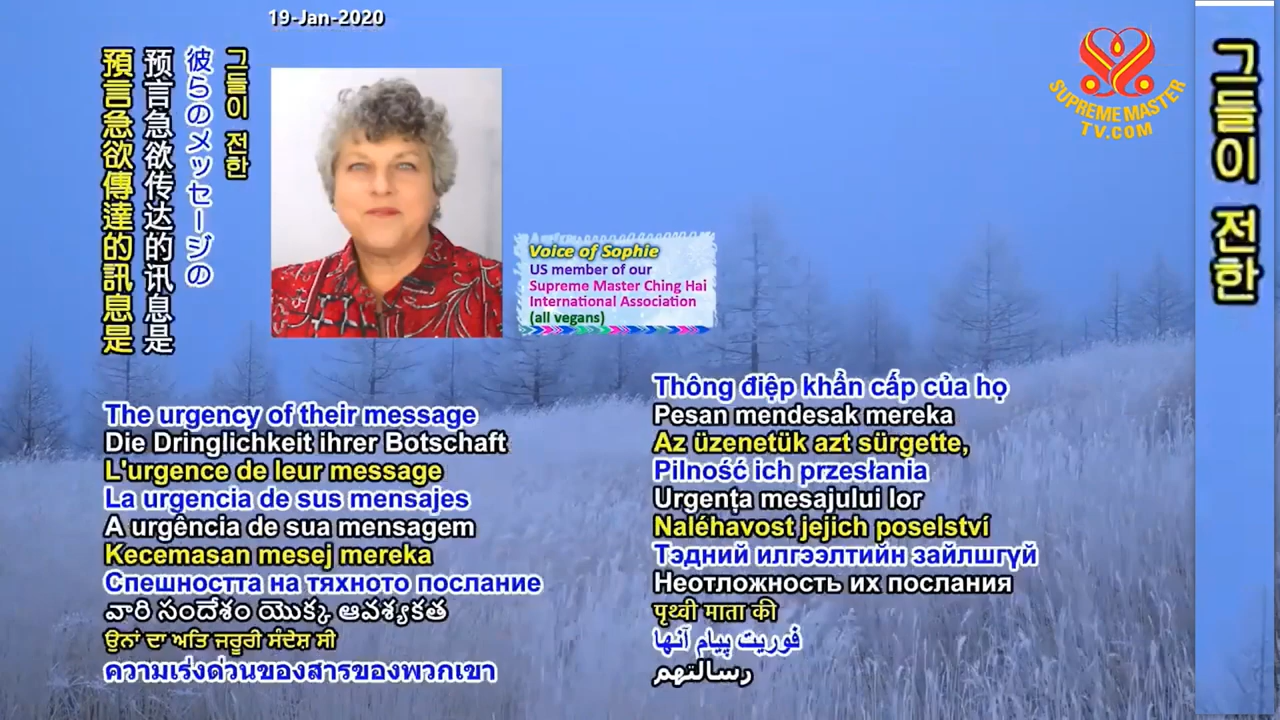 19-Jan-2020
預言急欲傳達的訊息是
预言急欲传达的讯息是
彼らのメッセージの
그들이 전한
SUPREME MASTER
TV.COM
그들이 전한
Voice of Sophie
US member of our
Supreme Master Ching Hai
International Association
(all vegans)
The urgency of their message
Die Dringlichkeit ihrer Botschaft
L'urgence de leur message
La urgencia de sus mensajes
A urgência de sua mensagem
Kecemasan mesej mereka
Спешността на тяхното послание
వారి సందేశం యొక్క ఆవశ్యకత
ਉਨਾਂ ਦਾ ਅਤਿ ਜਰੂਰੀ ਸੰਦੇਸ਼ ਸੀ
ความเร่งด่วนของสารของพวกเขา
Thông điệp khẩn cấp của họ
Pesan mendesak mereka
Az üzenetük azt sürgette,
Pilność ich przesłania
Urgența mesajului lor
Naléhavost jejich poselství
Тэдний илгээлтийн зайлшгүй
Неотложность их послания
पृथ्वी माता की
فوریت پیام آنها
رسالتهم